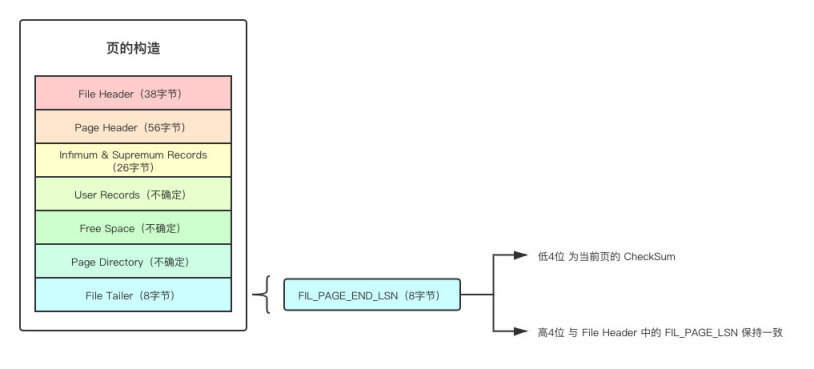 页的构造
File Header（38字节）
Page Header（56字节）
Infimum & Supremum Records
（26字节）
User Records（不确定）
Free Space（不确定）
Page Directory（不确定）
File Tailer（8字节）
FIL_PAGE_END_LSN（8字节）
低4位 为当前页的 CheckSum
高4位 与 File Header 中的 FIL_PAGE_LSN 保持一致